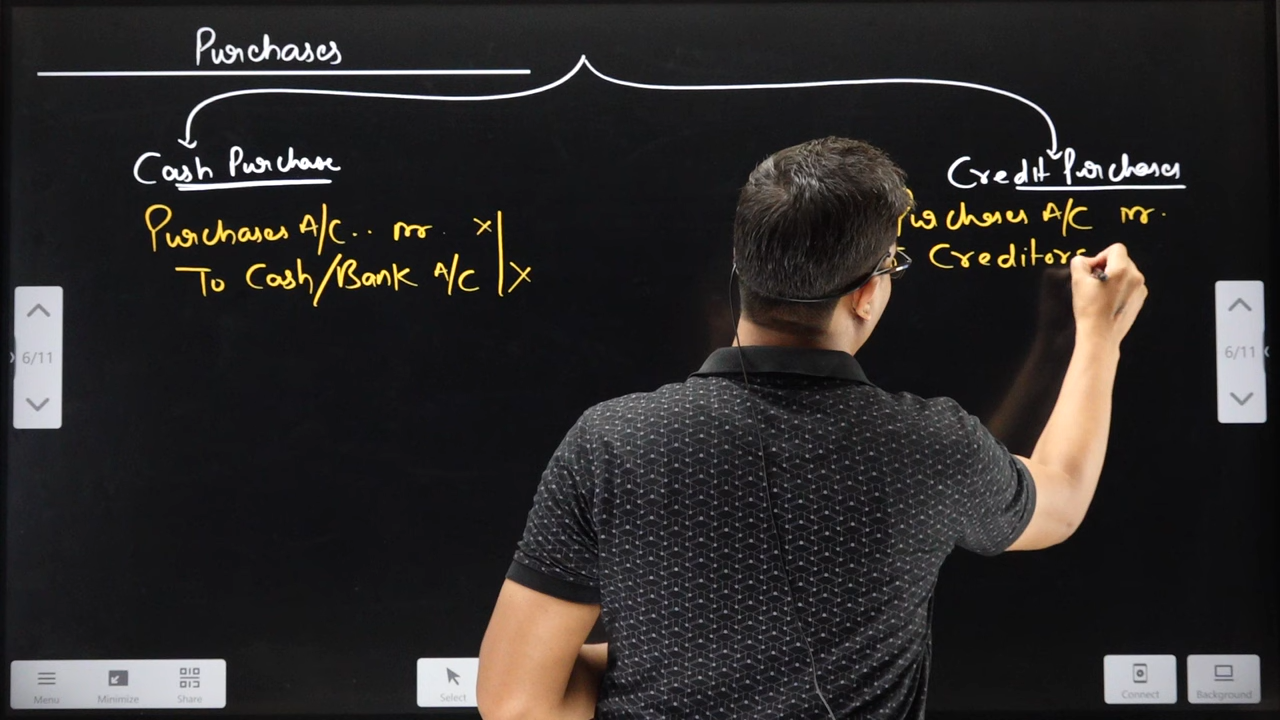 Purchases
Cash Purchase
Purchases A/C .. Dr. X
To Cash/Bank A/C X
Credit Purchases
Purchases A/C Dr.
Creditors
6/11
6/11
Menu
Minimize
Share
Select
Connect
Background